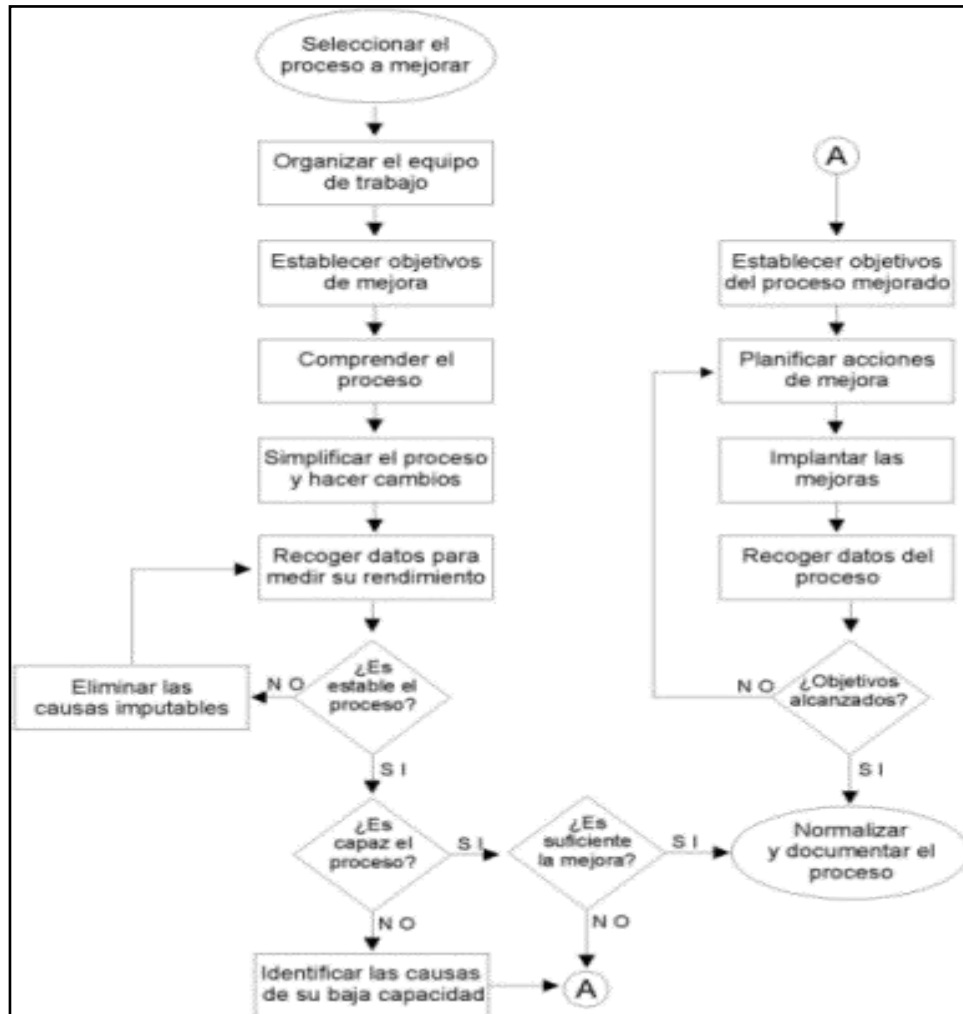 Seleccionar el
proceso a mejorar
Organizar el equipo
de trabajo
Establecer objetivos
de mejora
Comprender el
proceso
Simplificar el proceso
y hacer cambios
Recoger datos para
medir su rendimiento
¿Es
estable el
proceso?
N O
Eliminar las
causas imputables
S I
¿Es
capaz el
proceso?
S I
¿Es
suficiente
la mejora?
S I
N O
N O
Identificar las causas
de su baja capacidad
A
A
Establecer objetivos
del proceso mejorado
Planificar acciones
de mejora
Implantar las
mejoras
Recoger datos del
proceso
¿Objetivos
alcanzados?
N O
S I
Normalizar
y documentar el
proceso